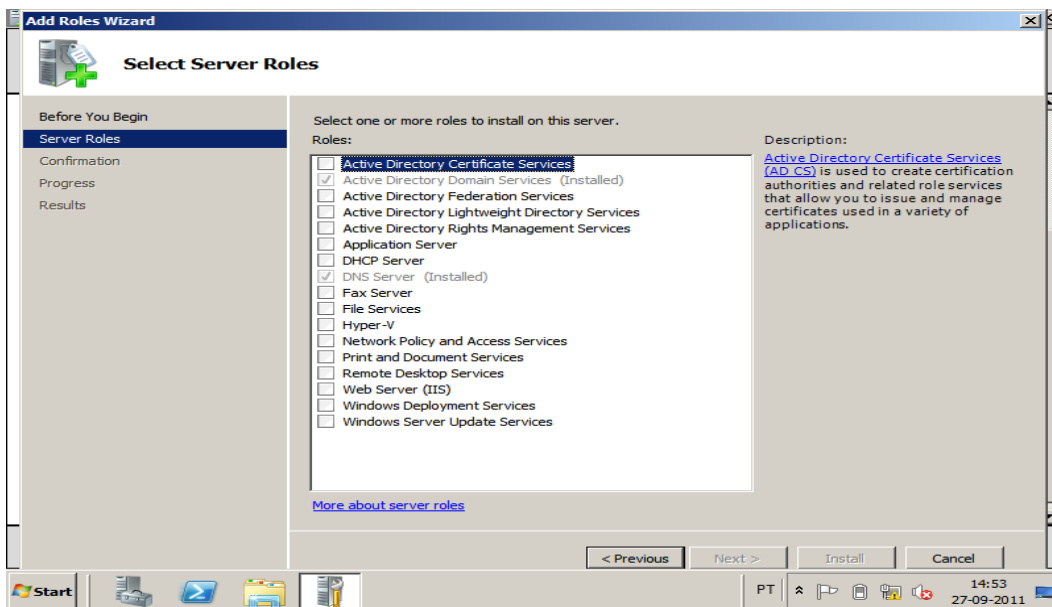 Add Roles Wizard
Select Server Roles
Before You Begin
Server Roles
Confirmation
Progress
Results
Select one or more roles to install on this server.
Roles:
Active Directory Certificate Services
Active Directory Domain Services (Installed)
Active Directory Federation Services
Active Directory Lightweight Directory Services
Active Directory Rights Management Services
Application Server
DHCP Server
DNS Server (Installed)
Fax Server
File Services
Hyper-V
Network Policy and Access Services
Print and Document Services
Remote Desktop Services
Web Server (IIS)
Windows Deployment Services
Windows Server Update Services
More about server roles
Description:
Active Directory Certificate Services
(AD CS) is used to create certification
authorities and related role services
that allow you to issue and manage
certificates used in a variety of
applications.
< Previous
Next >
Install
Cancel
Start
PT
14:53
27-09-2011